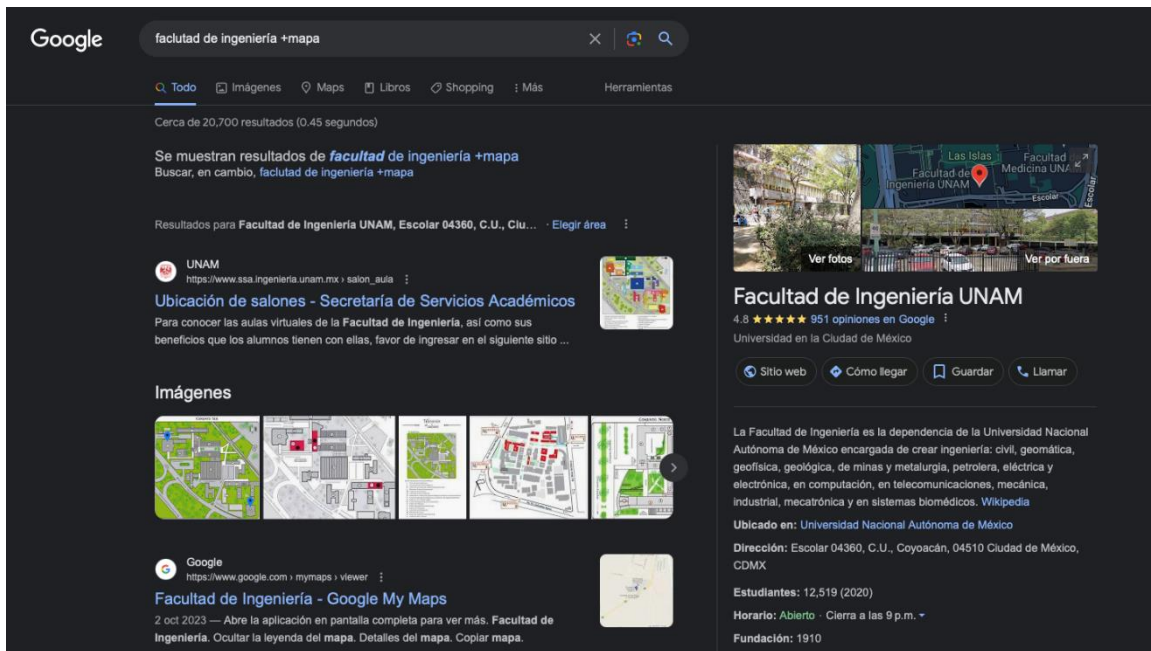 Google
faclutad de ingeniería +mapa
Todo
Imágenes
Maps
Libros
Shopping
Más
Herramientas
Cerca de 20,700 resultados (0.45 segundos)
Se muestran resultados de facultad de ingeniería +mapa
Buscar, en cambio, faclutad de ingeniería +mapa
Resultados para Facultad de Ingeniería UNAM, Escolar 04360, C.U., Ciu... · Elegir área
UNAM
https://www.ssa.ingenieria.unam.mx › salon_aula
Ubicación de salones - Secretaría de Servicios Académicos
Para conocer las aulas virtuales de la Facultad de Ingeniería, así como sus
beneficios que los alumnos tienen con ellas, favor de ingresar en el siguiente sitio ...
Imágenes
Google
https://www.google.com › mymaps › viewer
Facultad de Ingeniería - Google My Maps
2 oct 2023 — Abre la aplicación en pantalla completa para ver más. Facultad de
Ingeniería. Ocultar la leyenda del mapa. Detalles del mapa. Copiar mapa.
Las Islas
Facultad
Medicina UNA
Facultad de
Ingeniería UNAM
Escolar
Escolar
Ver fotos
Ver por fuera
Facultad de Ingeniería UNAM
4.8 ★★★★★ 951 opiniones en Google
Universidad en la Ciudad de México
Sitio web
Cómo llegar
Guardar
Llamar
La Facultad de Ingeniería es la dependencia de la Universidad Nacional
Autónoma de México encargada de crear ingeniería: civil, geomática,
geofísica, geológica, de minas y metalurgia, petrolera, eléctrica y
electrónica, en computación, en telecomunicaciones, mecánica,
industrial, mecatrónica y en sistemas biomédicos. Wikipedia
Ubicado en: Universidad Nacional Autónoma de México
Dirección: Escolar 04360, C.U., Coyoacán, 04510 Ciudad de México,
CDMX
Estudiantes: 12,519 (2020)
Horario: Abierto · Cierra a las 9 p.m.
Fundación: 1910